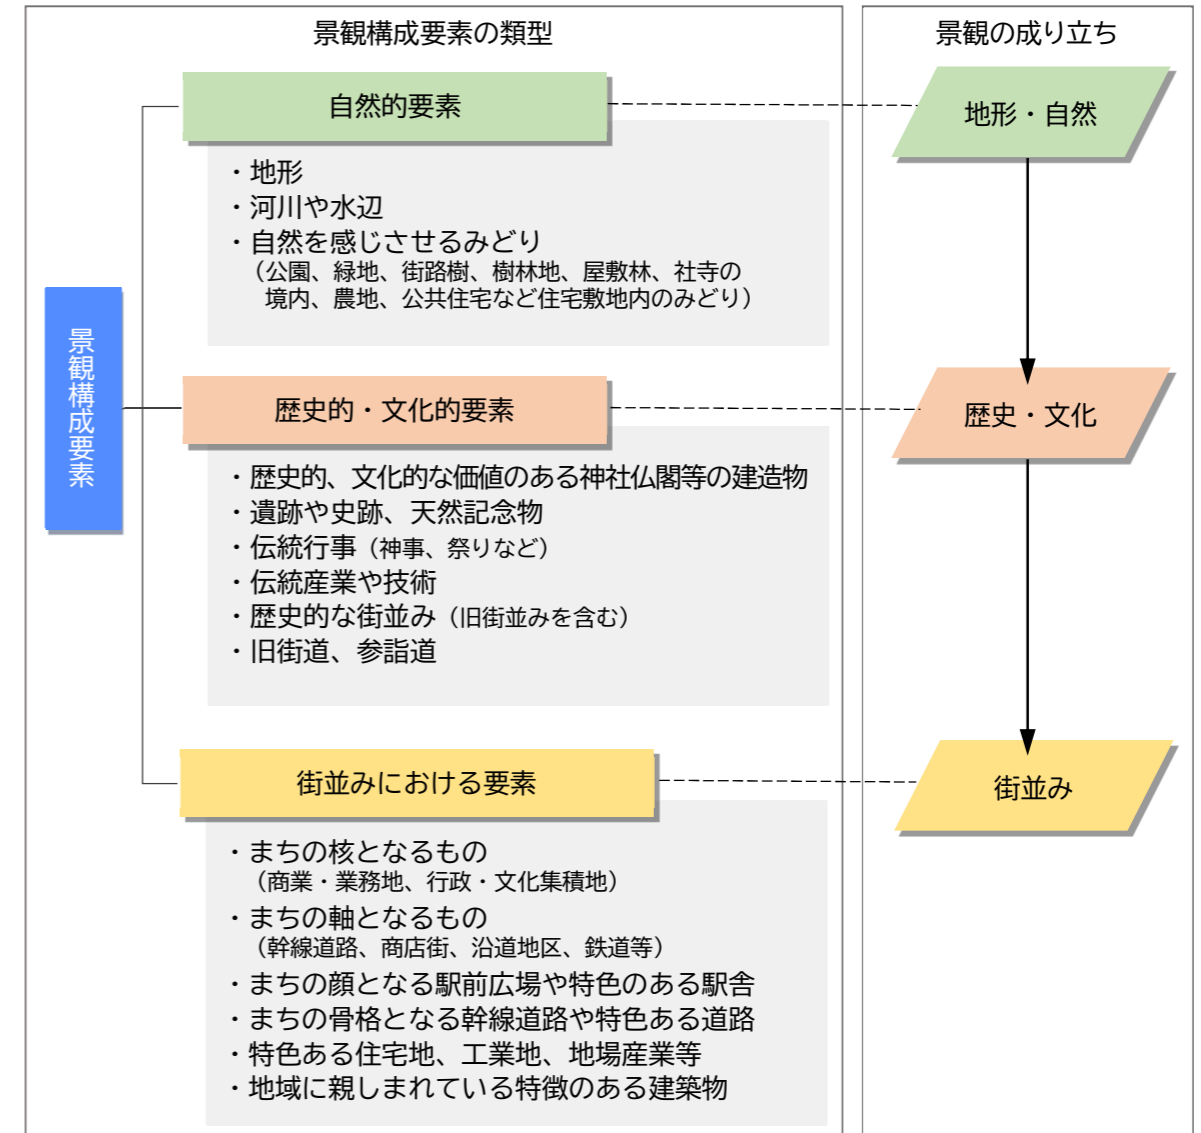 景観構成要素の類型
景観構成要素
自然的要素
・地形
・河川や水辺
・自然を感じさせるみどり
（公園、緑地、街路樹、樹林地、屋敷林、社寺の
境内、農地、公共住宅など住宅敷地内のみどり）
歴史的・文化的要素
・歴史的、文化的な価値のある神社仏閣等の建造物
・遺跡や史跡、天然記念物
・伝統行事（神事、祭りなど）
・伝統産業や技術
・歴史的な街並み（旧街並みを含む）
・旧街道、参詣道
街並みにおける要素
・まちの核となるもの
（商業・業務地、行政・文化集積地）
・まちの軸となるもの
（幹線道路、商店街、沿道地区、鉄道等）
・まちの顔となる駅前広場や特色のある駅舎
・まちの骨格となる幹線道路や特色ある道路
・特色ある住宅地、工業地、地場産業等
・地域に親しまれている特徴のある建築物
景観の成り立ち
地形・自然
歴史・文化
街並み